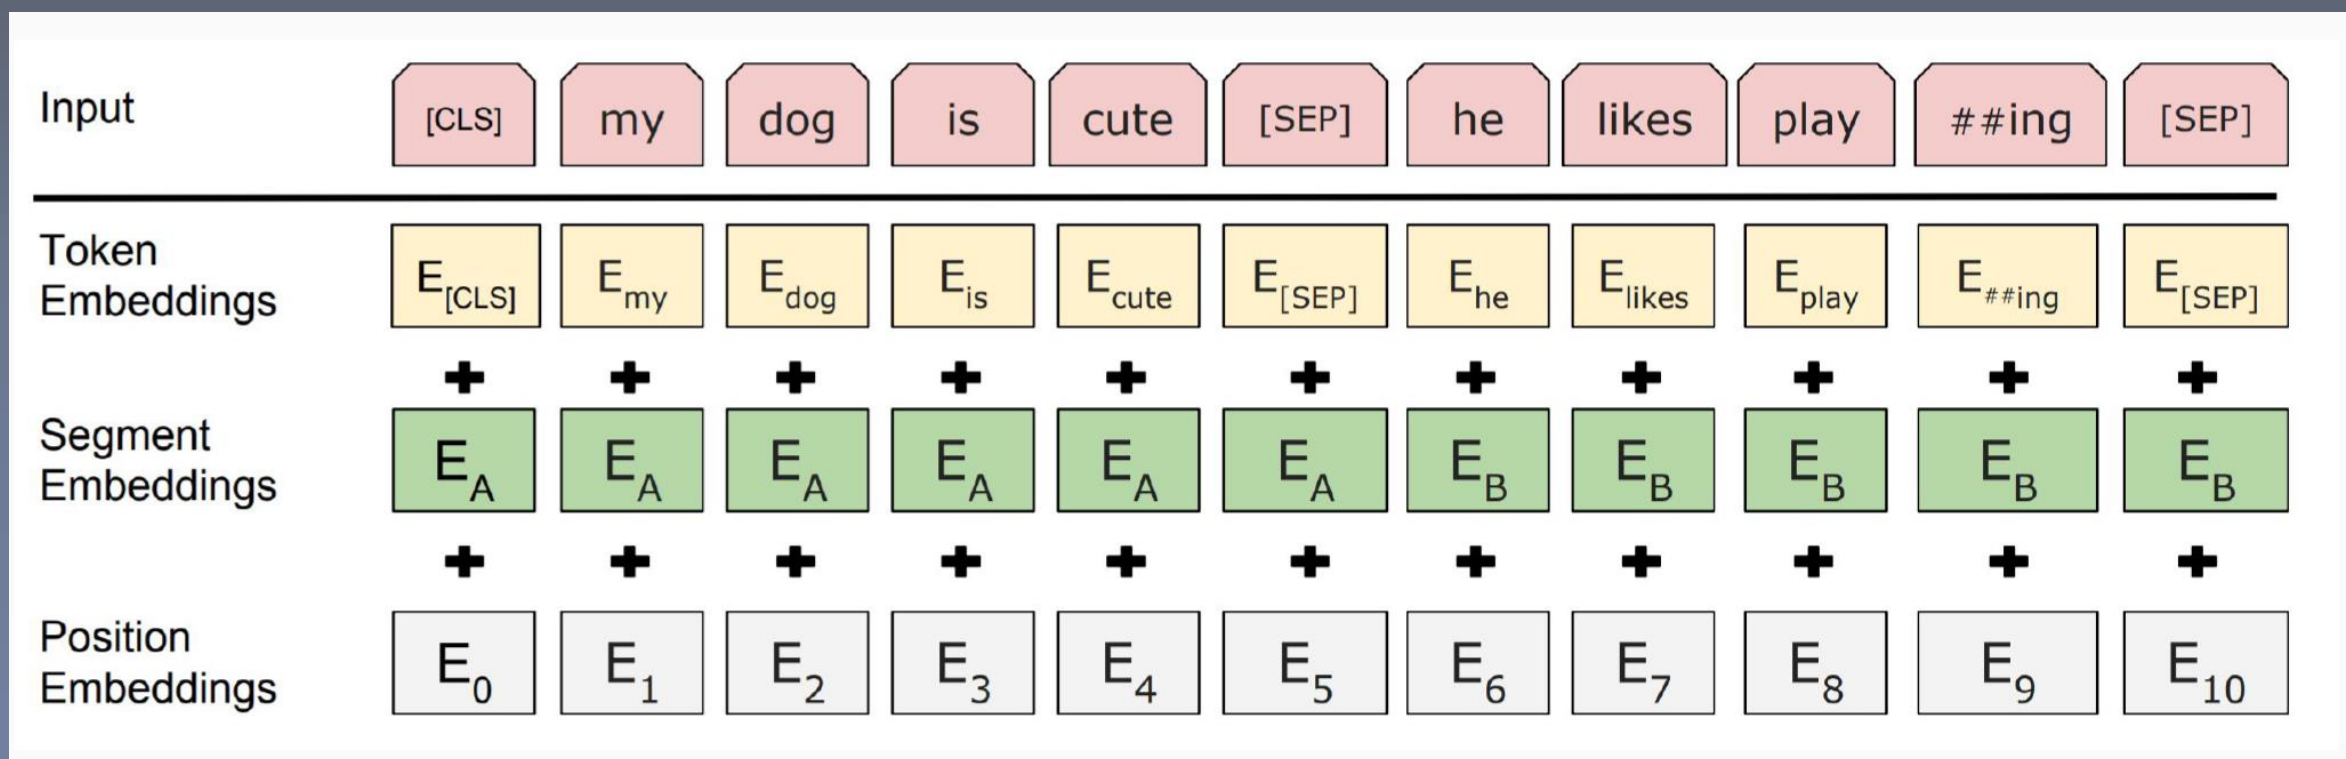 Input [CLS] my dog is cute [SEP] he likes play ##ing [SEP]
Token
Embeddings E[CLS] Emy Edog Eis Ecute E[SEP] Ehe Elikes Eplay E##ing E[SEP]
+ + + + + + + + + + +
Segment
Embeddings EA EA EA EA EA EA EB EB EB EB EB
+ + + + + + + + + + +
Position
Embeddings E0 E1 E2 E3 E4 E5 E6 E7 E8 E9 E10